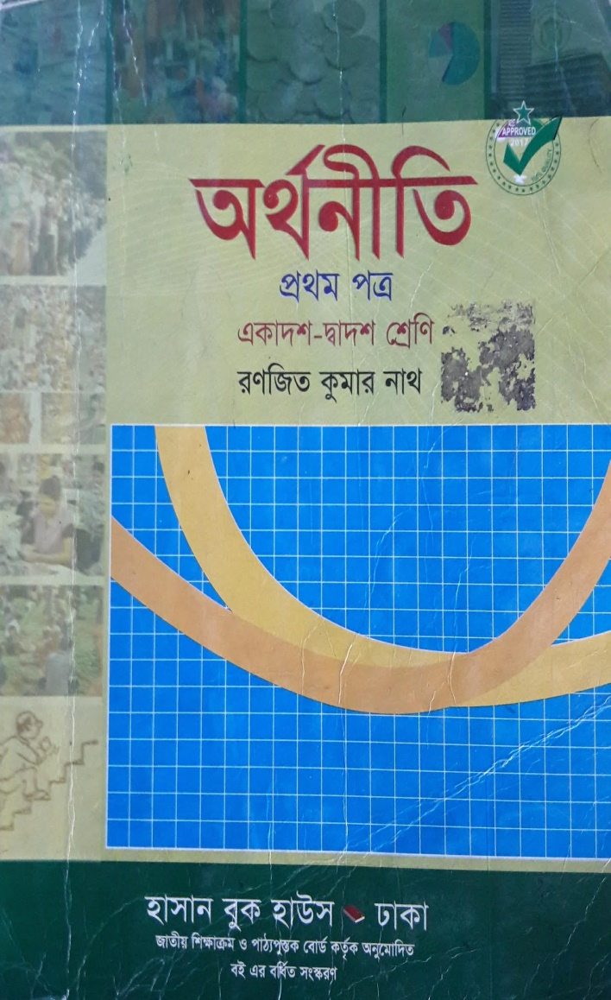 APPROVED
2017
অর্থনীতি
প্রথম পত্র
একাদশ-দ্বাদশ শ্রেণি
রণজিত কুমার নাথ
হাসান বুক হাউস ঢাকা
জাতীয় শিক্ষাক্রম ও পাঠ্যপুস্তক বোর্ড কর্তৃক অনুমোদিত
বই এর বর্ধিত সংস্করণ